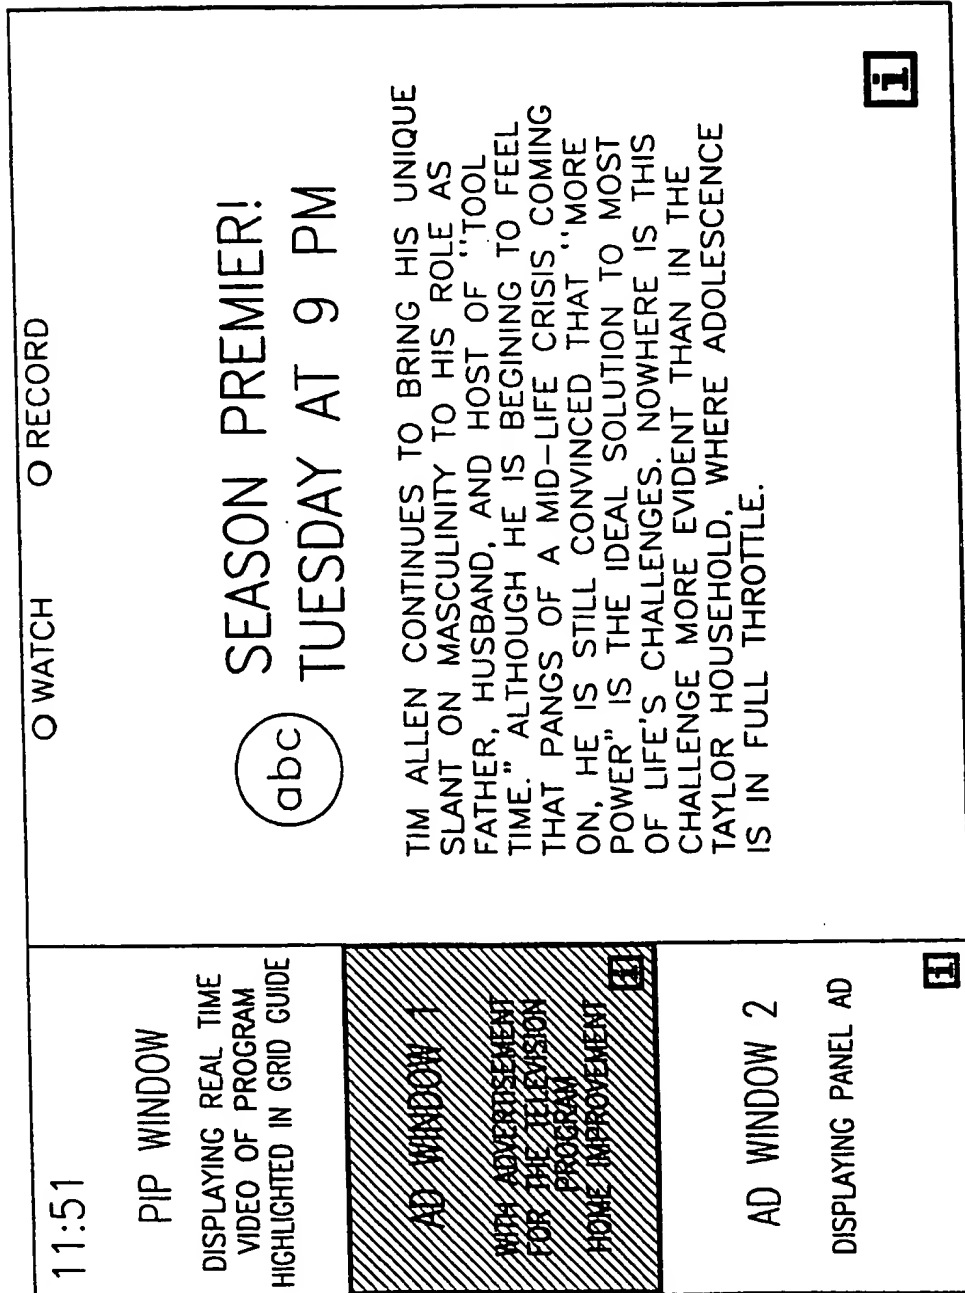 11:51
PIP WINDOW
DISPLAYING REAL TIME
VIDEO OF PROGRAM
HIGHLIGHTED IN GRID GUIDE
AD WINDOW 1
WITH ADVERTISEMENT
FOR THE TELEVISION
PROGRAM
HOME IMPROVEMENT
i
AD WINDOW 2
DISPLAYING PANEL AD
i
O WATCH O RECORD
abc
SEASON PREMIER!
TUESDAY AT 9 PM
TIM ALLEN CONTINUES TO BRING HIS UNIQUE
SLANT ON MASCULINITY TO HIS ROLE AS
FATHER, HUSBAND, AND HOST OF "TOOL
TIME." ALTHOUGH HE IS BEGINING TO FEEL
THAT PANGS OF A MID-LIFE CRISIS COMING
ON, HE IS STILL CONVINCED THAT "MORE
POWER" IS THE IDEAL SOLUTION TO MOST
OF LIFE'S CHALLENGES. NOWHERE IS THIS
CHALLENGE MORE EVIDENT THAN IN THE
TAYLOR HOUSEHOLD, WHERE ADOLESCENCE
IS IN FULL THROTTLE.
i